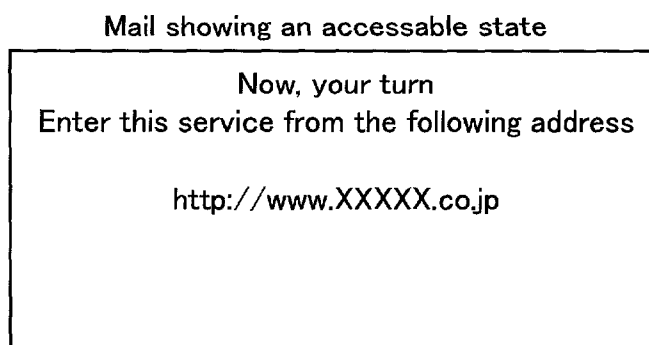 Mail showing an accessable state
Now, your turn
Enter this service from the following address
http://www.XXXXX.co.jp